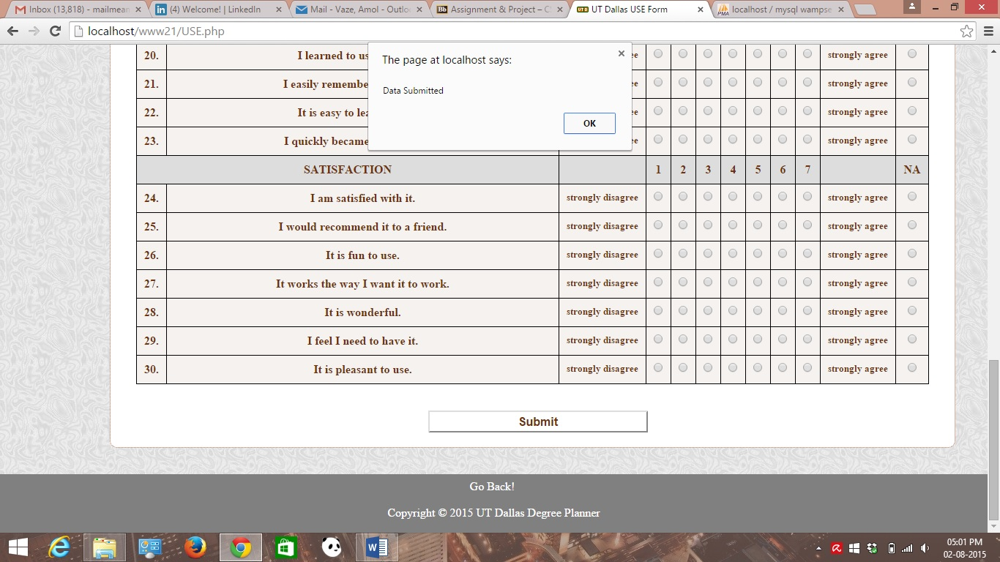 Inbox (13,818) - mailmean
(4) Welcome! | LinkedIn
Mail - Vaze, Amol - Outlo
Bb Assignment & Project – C
UTD UT Dallas USE Form
PMA localhost / mysql wampse
localhost/www21/USE.php
The page at localhost says:
Data Submitted
OK
20. I learned to us ee strongly agree
21. I easily remembe ee strongly agree
22. It is easy to lea ee strongly agree
23. I quickly became ee strongly agree
SATISFACTION 1 2 3 4 5 6 7 NA
24. I am satisfied with it. strongly disagree strongly agree
25. I would recommend it to a friend. strongly disagree strongly agree
26. It is fun to use. strongly disagree strongly agree
27. It works the way I want it to work. strongly disagree strongly agree
28. It is wonderful. strongly disagree strongly agree
29. I feel I need to have it. strongly disagree strongly agree
30. It is pleasant to use. strongly disagree strongly agree
Submit
Go Back!
Copyright © 2015 UT Dallas Degree Planner
05:01 PM
02-08-2015